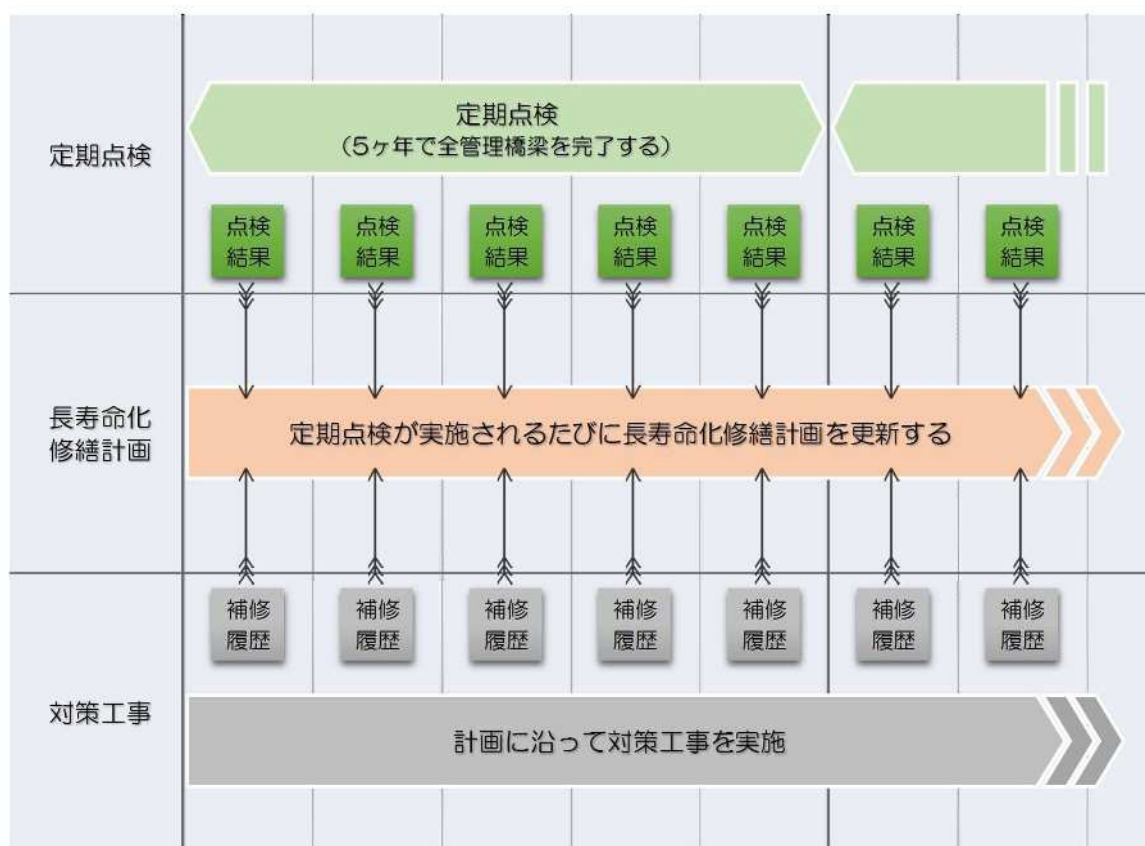 定期点検
定期点検
(5ヶ年で全管理橋梁を完了する)
点検
結果
点検
結果
点検
結果
点検
結果
点検
結果
点検
結果
点検
結果
長寿命化
修繕計画
定期点検が実施されるたびに長寿命化修繕計画を更新する
補修
履歴
補修
履歴
補修
履歴
補修
履歴
補修
履歴
補修
履歴
補修
履歴
対策工事
計画に沿って対策工事を実施